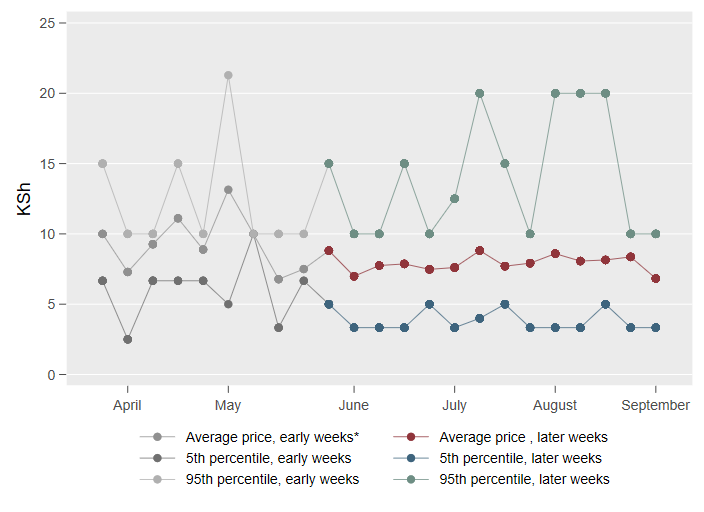 25
20
15
10
5
0
KSh
April May June July August September
Average price, early weeks* Average price , later weeks
5th percentile, early weeks 5th percentile, later weeks
95th percentile, early weeks 95th percentile, later weeks